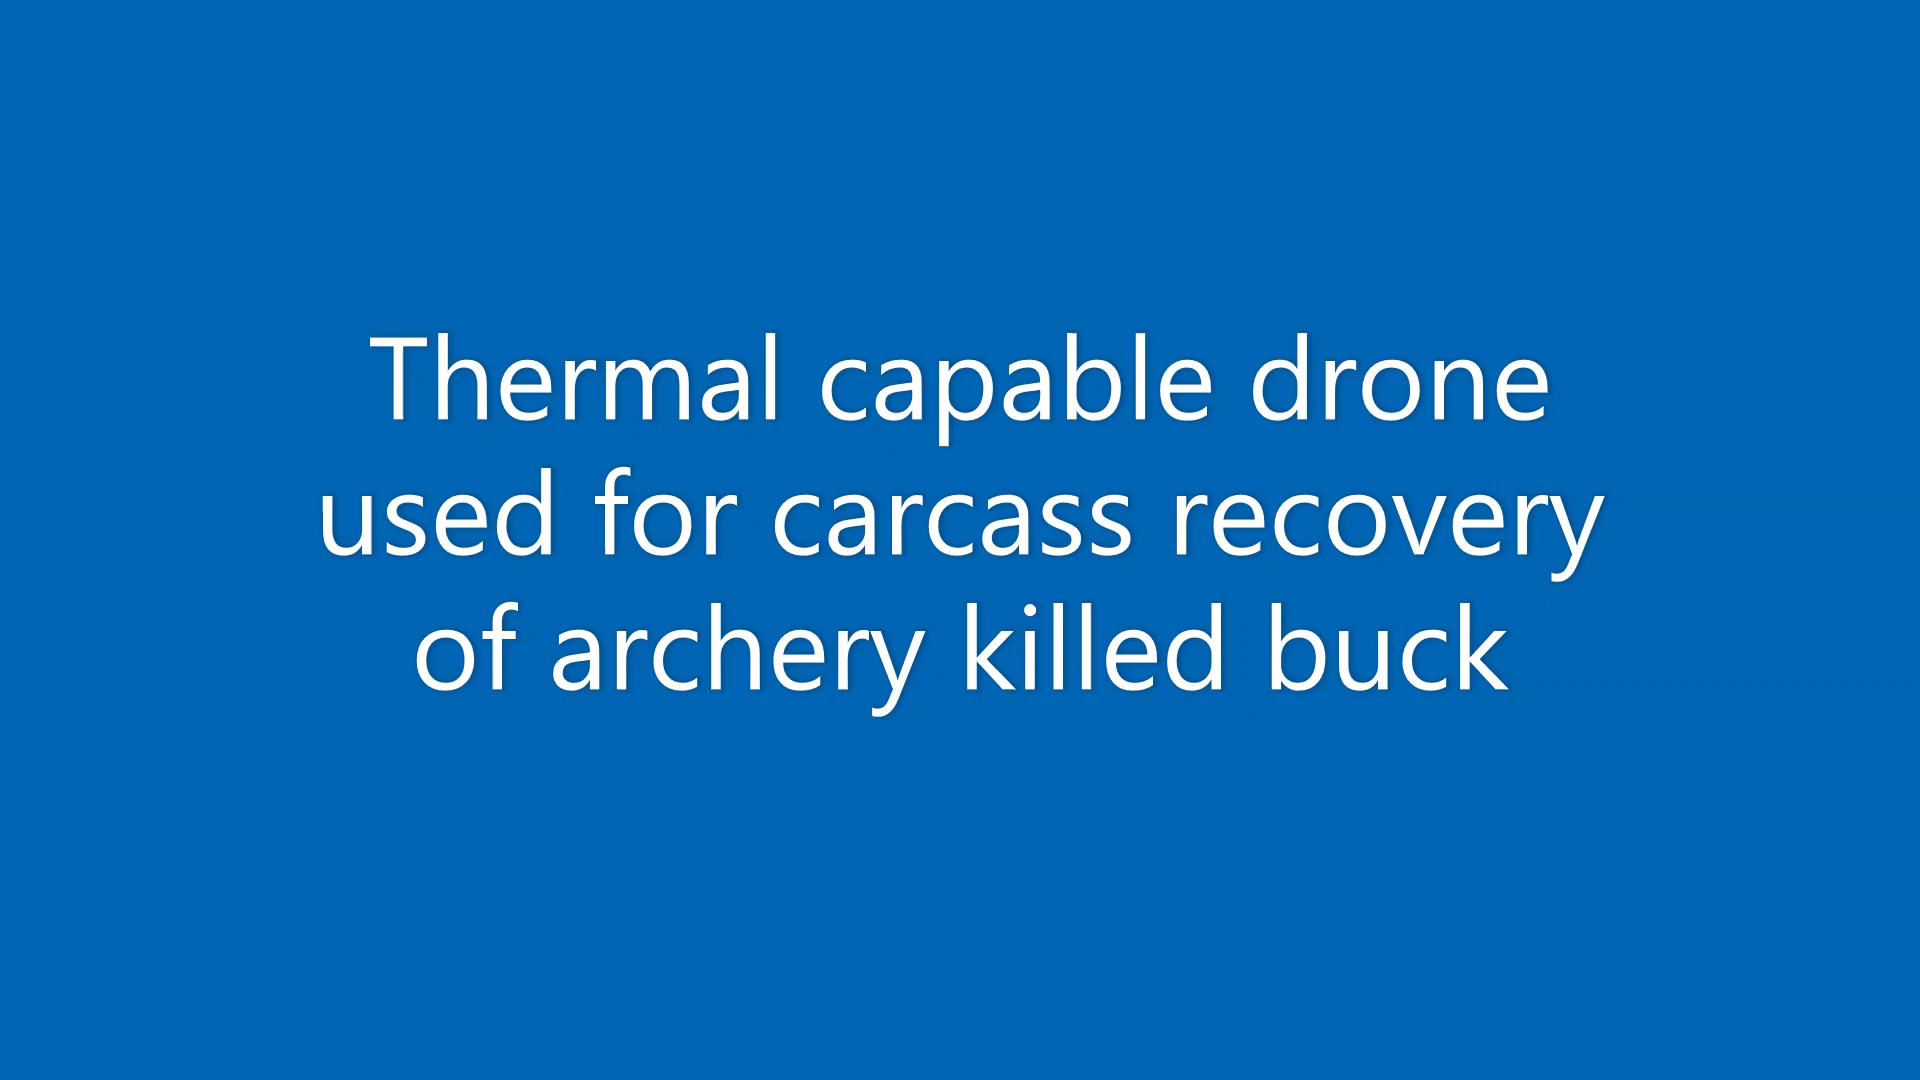 Thermal capable drone
used for carcass recovery
of archery killed buck